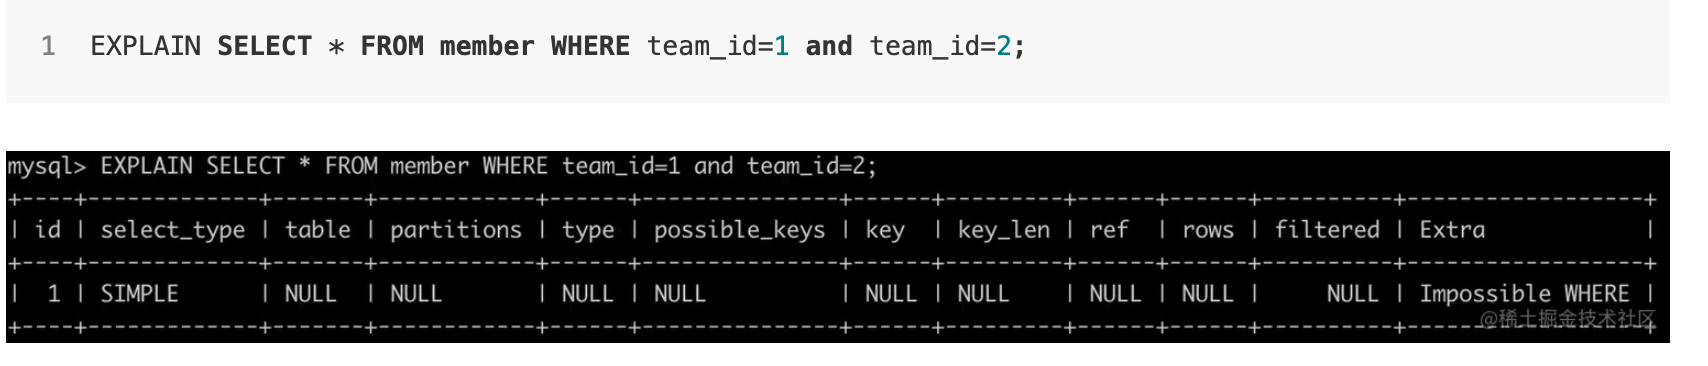 1 EXPLAIN SELECT * FROM member WHERE team_id=1 and team_id=2;
mysql> EXPLAIN SELECT * FROM member WHERE team_id=1 and team_id=2;
+----+-------------+-------+------------+------+---------------+------+---------+------+------+----------+------------------+
| id | select_type | table | partitions | type | possible_keys | key  | key_len | ref  | rows | filtered | Extra            |
+----+-------------+-------+------------+------+---------------+------+---------+------+------+----------+------------------+
|  1 | SIMPLE      | NULL  | NULL       | NULL | NULL          | NULL | NULL    | NULL | NULL |     NULL | Impossible WHERE |
+----+-------------+-------+------------+------+---------------+------+---------+------+------+----------+------------------+
@稀土掘金技术社区